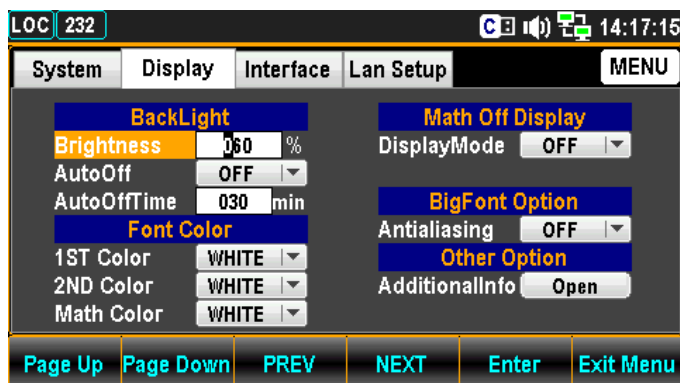 LOC 232 C 14:17:15
System Display Interface Lan Setup MENU
BackLight
Brightness 060 %
AutoOff OFF
AutoOffTime 030 min
Font Color
1ST Color WHITE
2ND Color WHITE
Math Color WHITE
Math Off Display
DisplayMode OFF
BigFont Option
Antialiasing OFF
Other Option
AdditionalInfo Open
Page Up Page Down PREV NEXT Enter Exit Menu